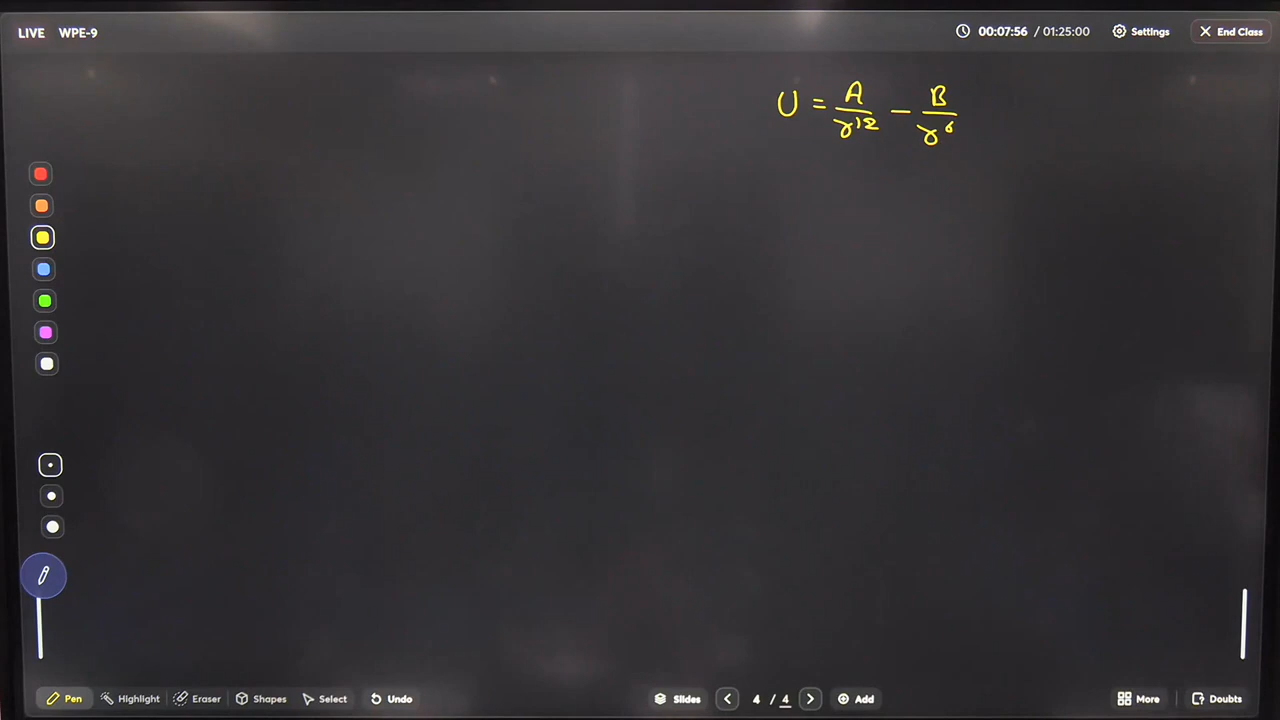 LIVE WPE-9 00:07:56 / 01:25:00 Settings End Class
U = A/r¹² − B/r⁶
Pen Highlight Eraser Shapes Select Undo Slides 4 / 4 Add More Doubts